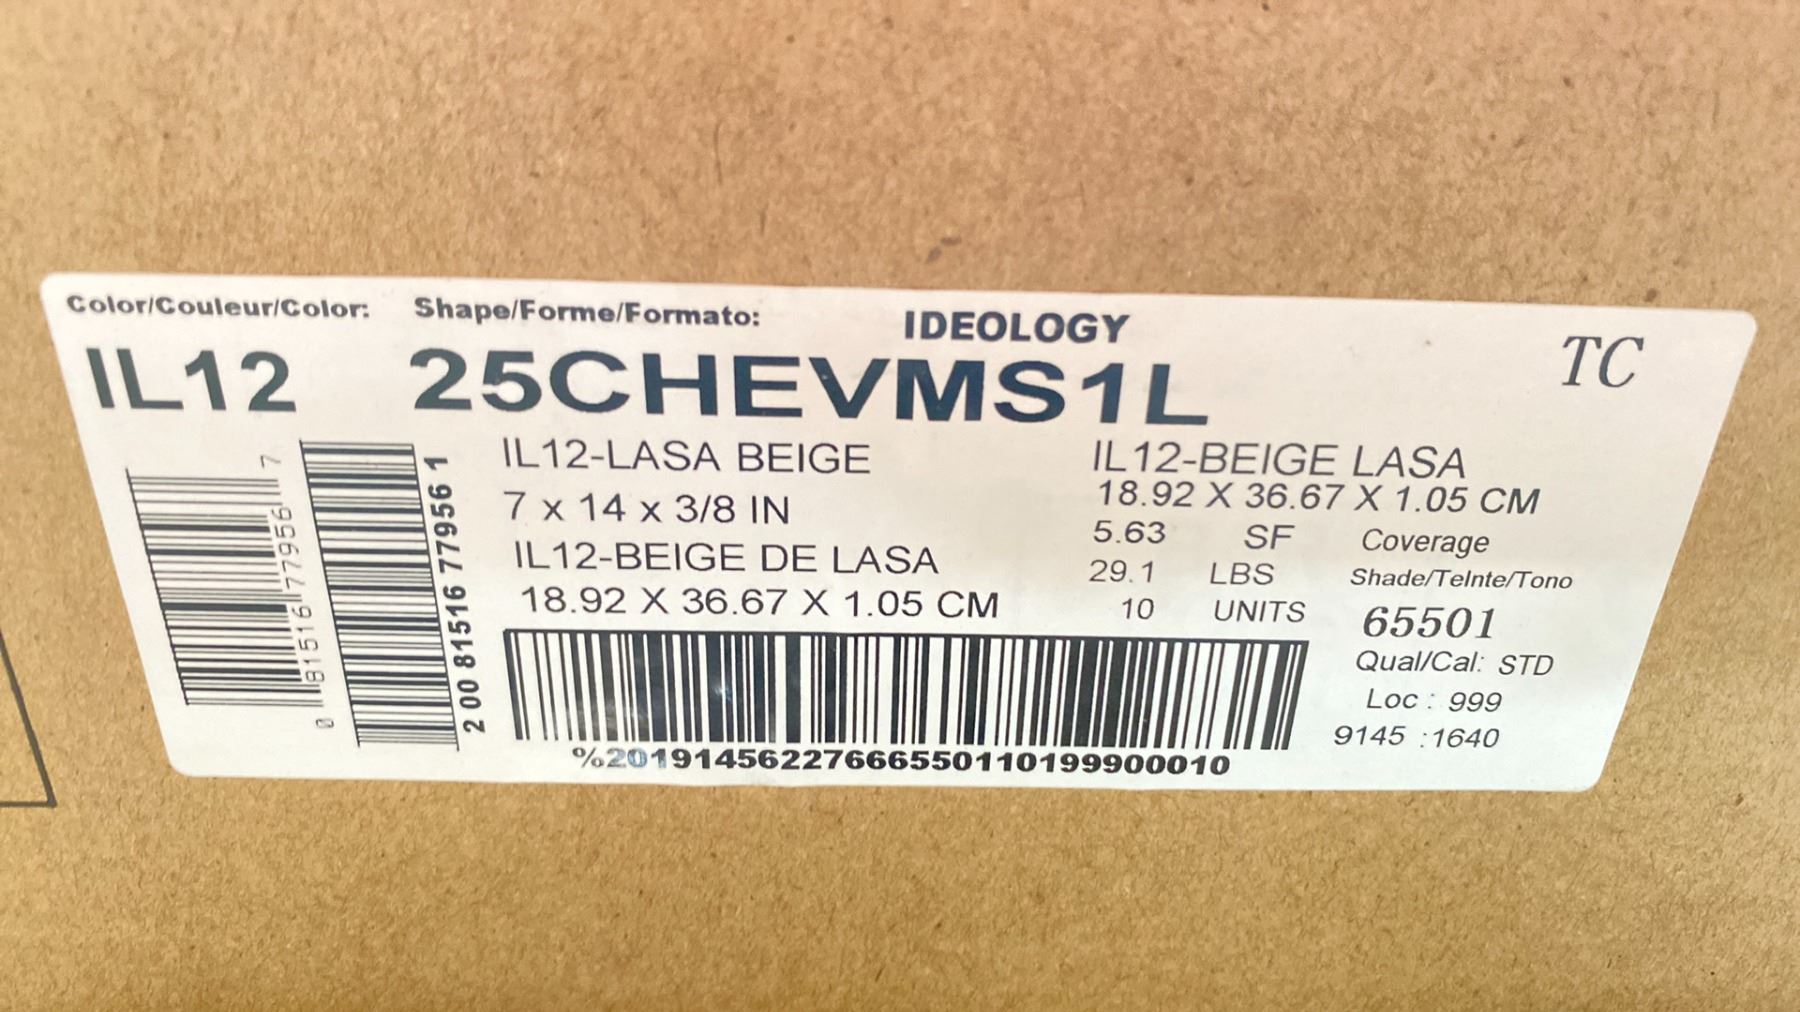 Color/Couleur/Color: Shape/Forme/Formato: IDEOLOGY
IL12 25CHEVMS1L TC
IL12-LASA BEIGE
7 x 14 x 3/8 IN
IL12-BEIGE DE LASA
18.92 X 36.67 X 1.05 CM
IL12-BEIGE LASA
18.92 X 36.67 X 1.05 CM
5.63 SF Coverage
29.1 LBS Shade/TeInte/Tono
10 UNITS 65501
Qual/Cal: STD
Loc : 999
9145 :1640
0 81516 77956 7
2 00 81516 77956 1
%2019145622766655011019990​0010